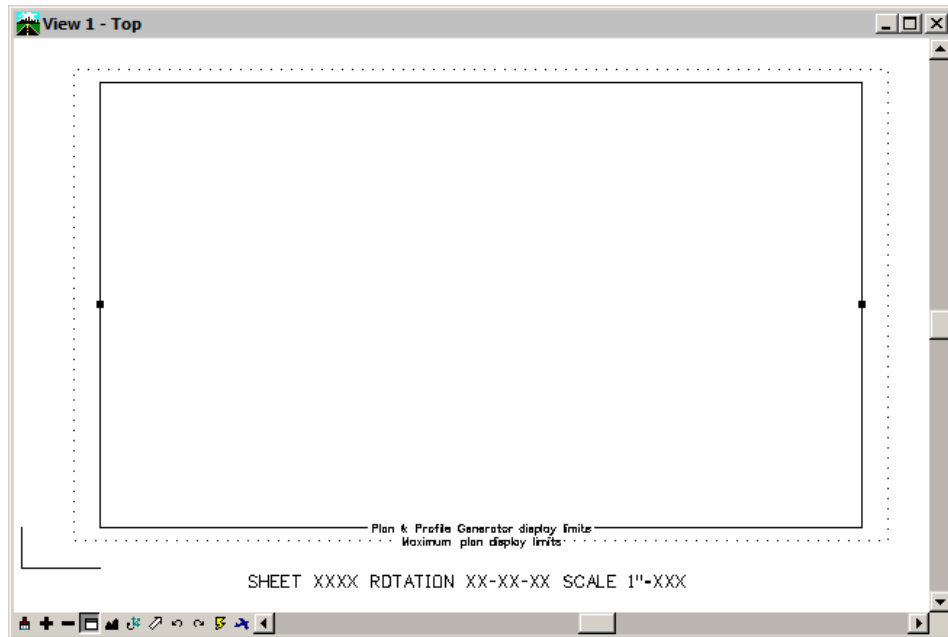 View 1 - Top
Plan & Profile Generator display limits
Maximum plan display limits
SHEET XXXX ROTATION XX-XX-XX SCALE 1"-XXX